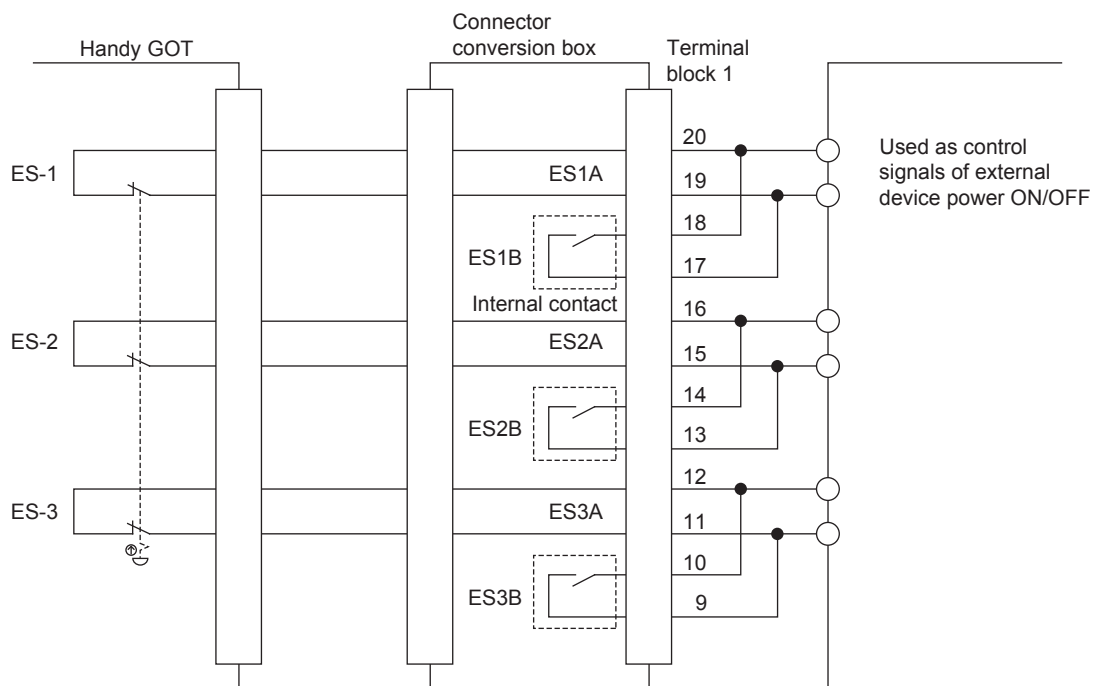 Handy GOT
Connector
conversion box
Terminal
block 1
20
ES-1
ES1A
19
18
ES1B
17
Used as control
signals of external
device power ON/OFF
Internal contact
16
ES-2
ES2A
15
14
ES2B
13
12
ES-3
ES3A
11
10
ES3B
9